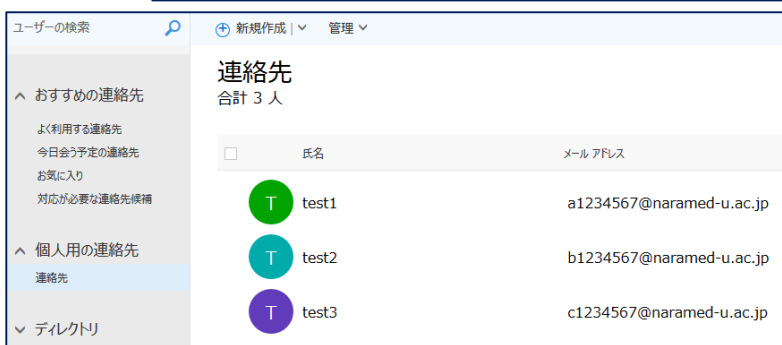 ユーザーの検索
新規作成 | 管理
連絡先
合計 3 人
おすすめの連絡先
よく利用する連絡先
今日会う予定の連絡先
お気に入り
対応が必要な連絡先候補
個人用の連絡先
連絡先
ディレクトリ
氏名 メール アドレス
T test1 a1234567@naramed-u.ac.jp
T test2 b1234567@naramed-u.ac.jp
T test3 c1234567@naramed-u.ac.jp